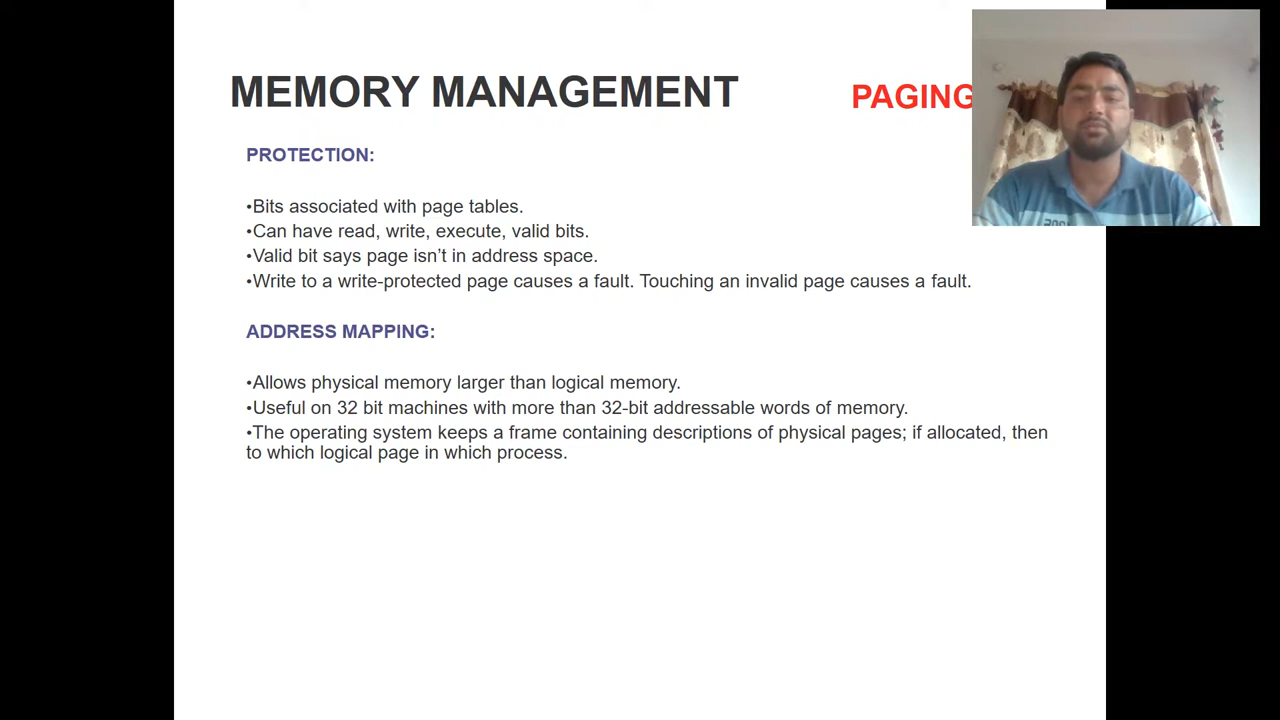 MEMORY MANAGEMENT
PAGING
PROTECTION:
•Bits associated with page tables.
•Can have read, write, execute, valid bits.
•Valid bit says page isn’t in address space.
•Write to a write-protected page causes a fault. Touching an invalid page causes a fault.
ADDRESS MAPPING:
•Allows physical memory larger than logical memory.
•Useful on 32 bit machines with more than 32-bit addressable words of memory.
•The operating system keeps a frame containing descriptions of physical pages; if allocated, then
to which logical page in which process.